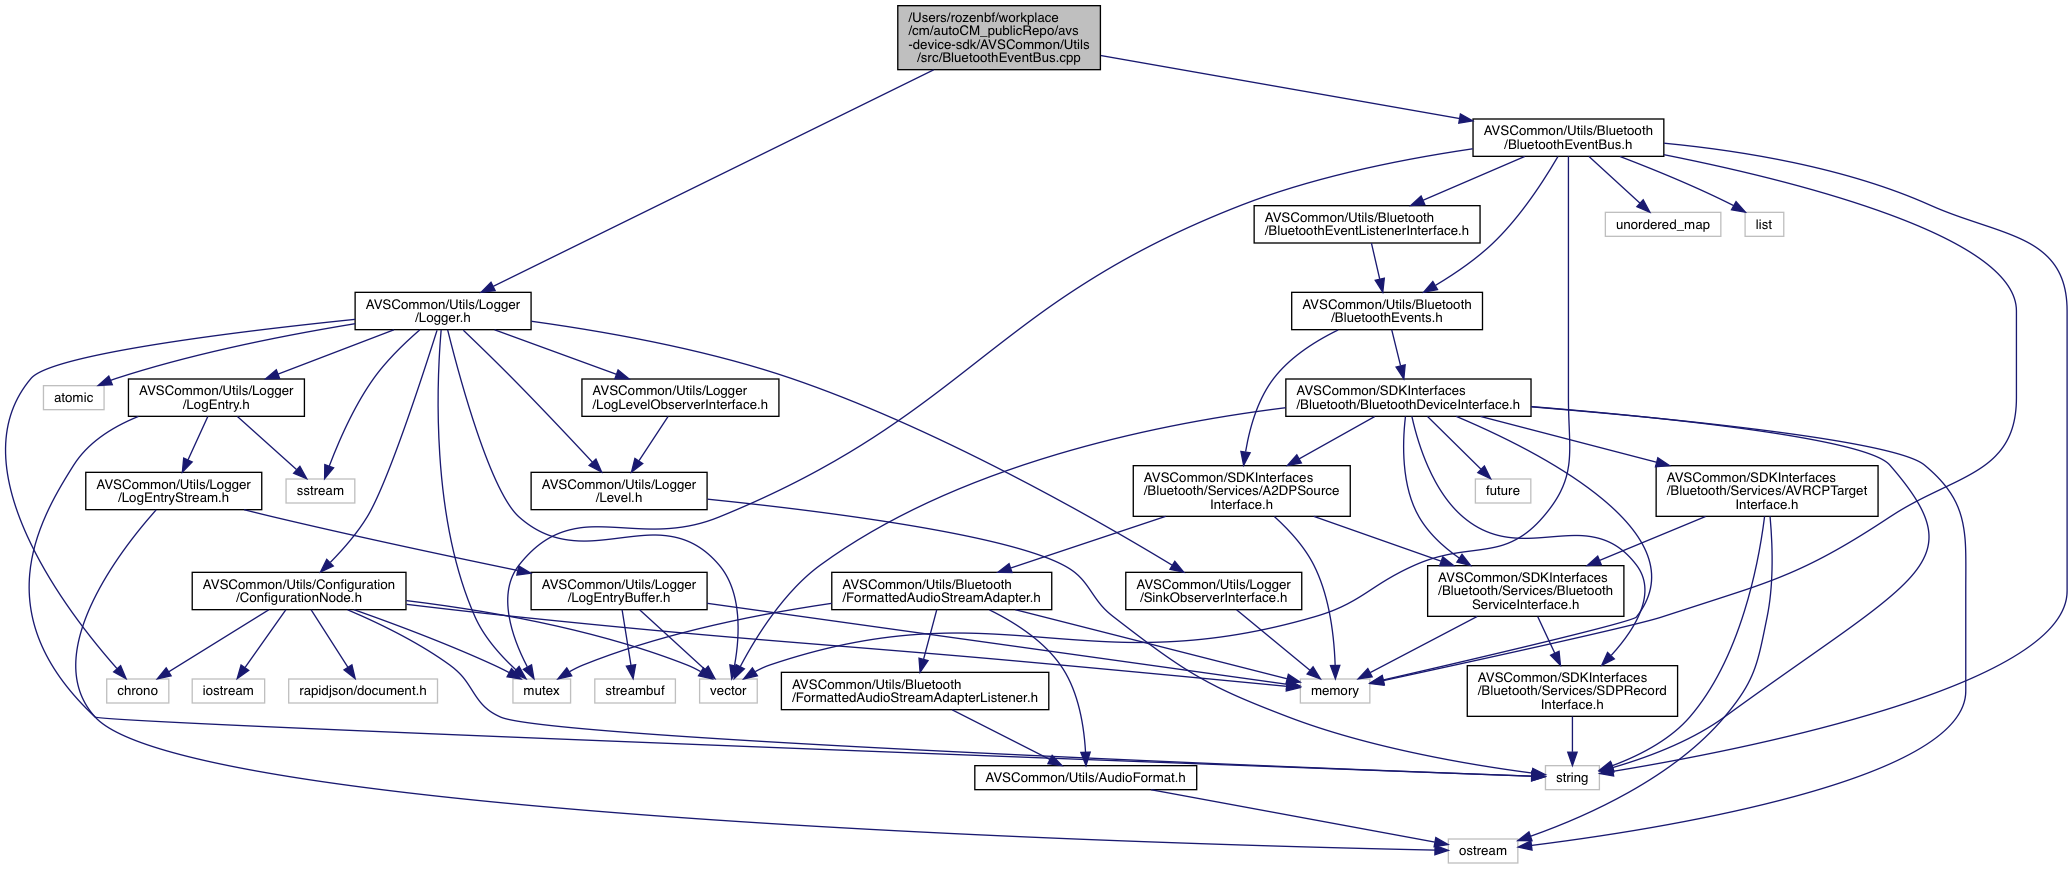 /Users/rozenbf/workplace
/cm/autoCM_publicRepo/avs
-device-sdk/AVSCommon/Utils
/src/BluetoothEventBus.cpp
AVSCommon/Utils/Bluetooth
/BluetoothEventBus.h
AVSCommon/Utils/Bluetooth
/BluetoothEventListenerInterface.h
unordered_map
list
AVSCommon/Utils/Logger
/Logger.h
AVSCommon/Utils/Bluetooth
/BluetoothEvents.h
atomic
AVSCommon/Utils/Logger
/LogEntry.h
AVSCommon/Utils/Logger
/LogLevelObserverInterface.h
AVSCommon/SDKInterfaces
/Bluetooth/BluetoothDeviceInterface.h
AVSCommon/Utils/Logger
/LogEntryStream.h
sstream
AVSCommon/Utils/Logger
/Level.h
AVSCommon/SDKInterfaces
/Bluetooth/Services/A2DPSource
Interface.h
future
AVSCommon/SDKInterfaces
/Bluetooth/Services/AVRCPTarget
Interface.h
AVSCommon/Utils/Configuration
/ConfigurationNode.h
AVSCommon/Utils/Logger
/LogEntryBuffer.h
AVSCommon/Utils/Bluetooth
/FormattedAudioStreamAdapter.h
AVSCommon/Utils/Logger
/SinkObserverInterface.h
AVSCommon/SDKInterfaces
/Bluetooth/Services/Bluetooth
ServiceInterface.h
chrono
iostream
rapidjson/document.h
mutex
streambuf
vector
AVSCommon/Utils/Bluetooth
/FormattedAudioStreamAdapterListener.h
memory
AVSCommon/SDKInterfaces
/Bluetooth/Services/SDPRecord
Interface.h
AVSCommon/Utils/AudioFormat.h
string
ostream